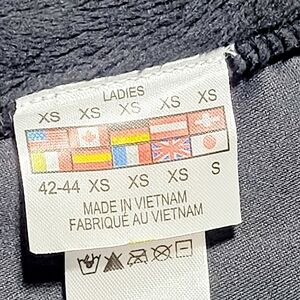 LADIES
XS XS XS XS XS
42-44 XS XS XS S
MADE IN VIETNAM
FABRIQUÉ AU VIETNAM